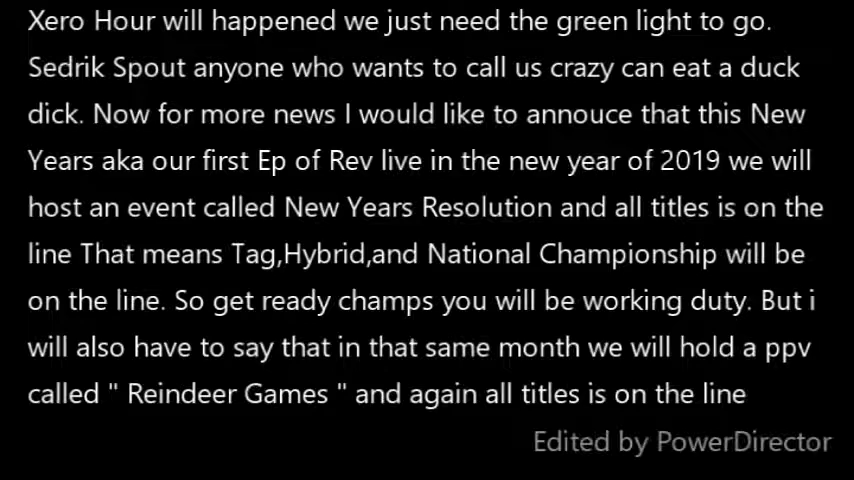 Xero Hour will happened we just need the green light to go.
Sedrik Spout anyone who wants to call us crazy can eat a duck
dick. Now for more news I would like to annouce that this New
Years aka our first Ep of Rev live in the new year of 2019 we will
host an event called New Years Resolution and all titles is on the
line That means Tag,Hybrid,and National Championship will be
on the line. So get ready champs you will be working duty. But i
will also have to say that in that same month we will hold a ppv
called " Reindeer Games " and again all titles is on the line
Edited by PowerDirector